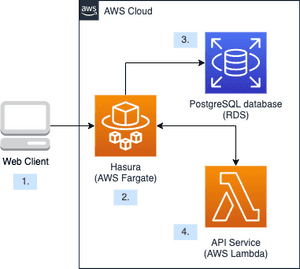 aws
AWS Cloud
3.
PostgreSQL database
(RDS)
Web Client
1.
Hasura
(AWS Fargate)
2.
4.
API Service
(AWS Lambda)